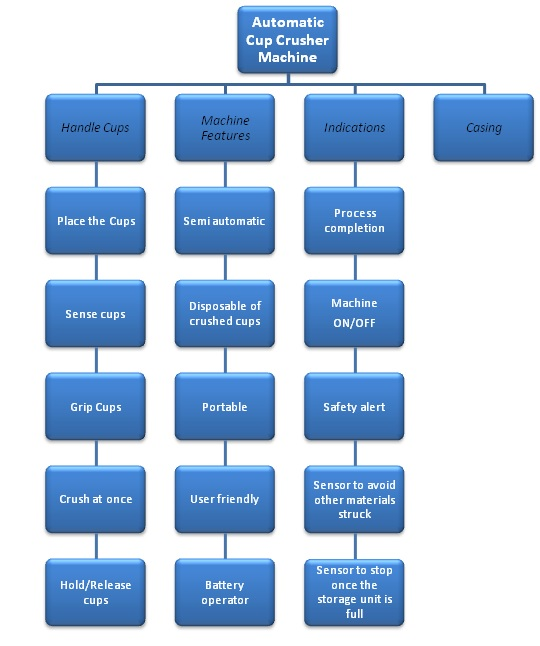 Automatic
Cup Crusher
Machine
Handle Cups
Machine
Features
Indications
Casing
Place the Cups
Semi automatic
Process
completion
Sense cups
Disposable of
crushed cups
Machine
ON/OFF
Grip Cups
Portable
Safety alert
Crush at once
User friendly
Sensor to avoid
other materials
struck
Hold/Release
cups
Battery
operator
Sensor to stop
once the
storage unit is
full